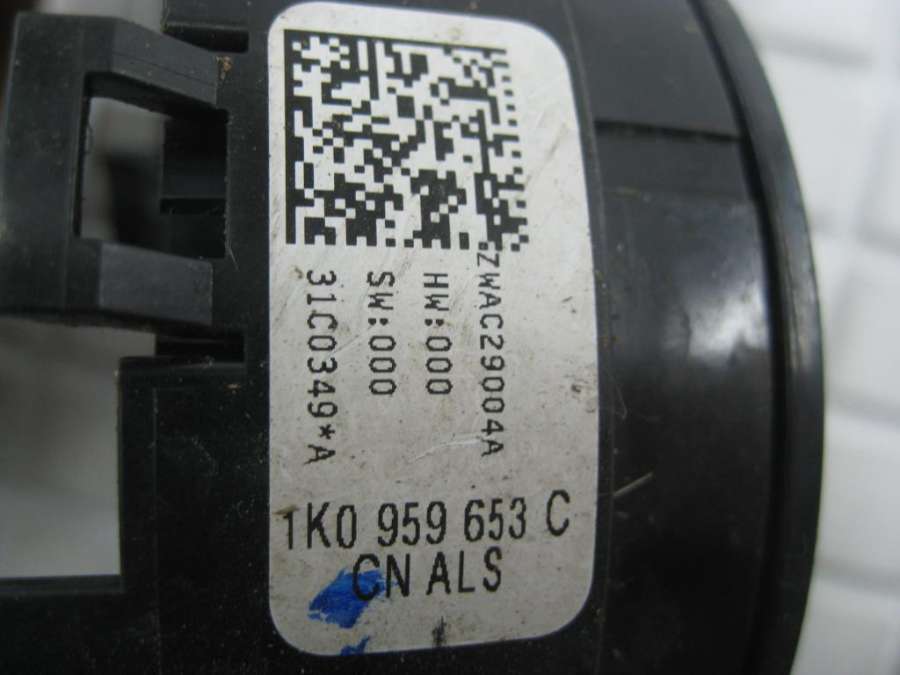 ZWAC29004A
HW:000
SW:000
31C0349*A
1K0 959 653 C
CN ALS